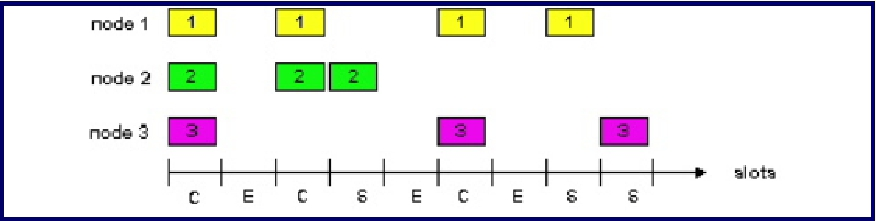 node 1 1 1 1 1
node 2 2 2 2
node 3 3 3 3
slots
C E C S E C E S S